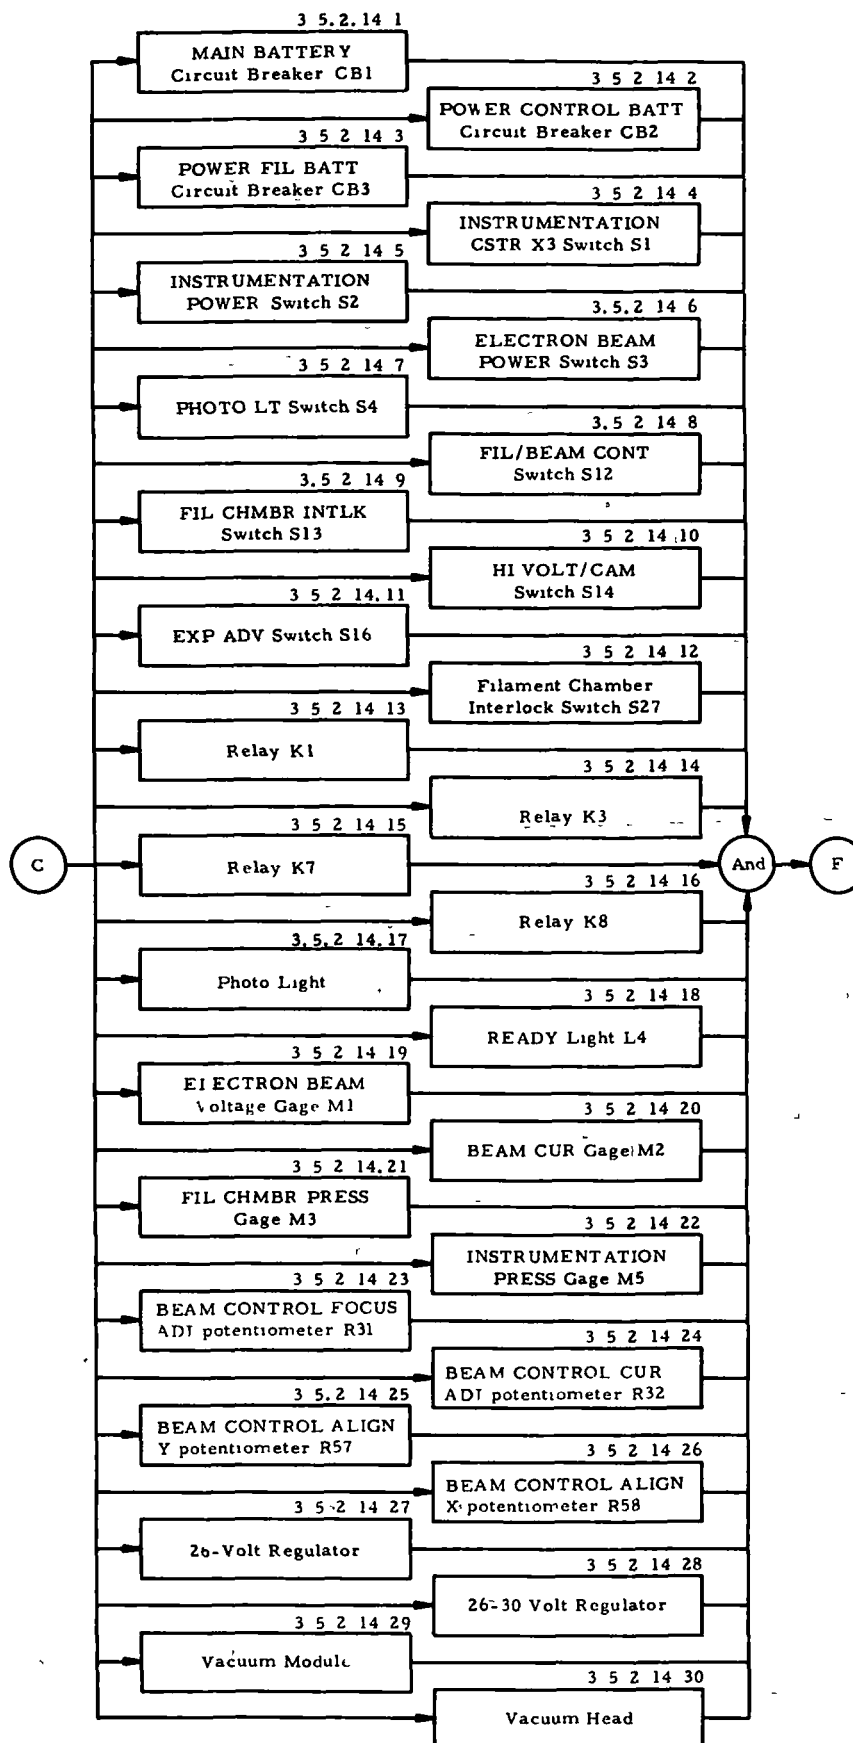 3 5.2.14 1
MAIN BATTERY
Circuit Breaker CB1
3 5 2 14 2
POWER CONTROL BATT
Circuit Breaker CB2
3 5 2 14 3
POWER FIL BATT
Circuit Breaker CB3
3 5 2 14 4
INSTRUMENTATION
CSTR X3 Switch S1
3 5 2 14 5
INSTRUMENTATION
POWER Switch S2
3.5.2 14 6
ELECTRON BEAM
POWER Switch S3
3 5 2 14 7
PHOTO LT Switch S4
3.5 2 14 8
FIL/BEAM CONT
Switch S12
3.5 2 14 9
FIL CHMBR INTLK
Switch S13
3 5 2 14 10
HI VOLT/CAM
Switch S14
3 5 2 14.11
EXP ADV Switch S16
3 5 2 14 12
Filament Chamber
Interlock Switch S27
3 5 2 14 13
Relay K1
3 5 2 14 14
Relay K3
3 5 2 14 15
C
Relay K7
And
F
3 5 2 14 16
Relay K8
3.5.2 14.17
Photo Light
3 5 2 14 18
READY Light L4
3 5 2 14 19
ELECTRON BEAM
Voltage Gage M1
3 5 2 14 20
BEAM CUR Gage M2
3 5 2 14.21
FIL CHMBR PRESS
Gage M3
3 5 2 14 22
INSTRUMENTATION
PRESS Gage M5
3 5 2 14 23
BEAM CONTROL FOCUS
ADJ potentiometer R31
3 5 2 14 24
BEAM CONTROL CUR
ADJ potentiometer R32
3 5.2 14 25
BEAM CONTROL ALIGN
Y potentiometer R57
3 5 2 14 26
BEAM CONTROL ALIGN
X potentiometer R58
3 5 2 14 27
26-Volt Regulator
3 5 2 14 28
26-30 Volt Regulator
3 5 2 14 29
Vacuum Module
3 5 2 14 30
Vacuum Head